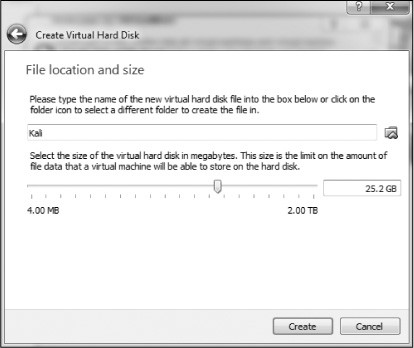 Create Virtual Hard Disk
File location and size
Please type the name of the new virtual hard disk file into the box below or click on the
folder icon to select a different folder to create the file in.
Kali
Select the size of the virtual hard disk in megabytes. This size is the limit on the amount of
file data that a virtual machine will be able to store on the hard disk.
25.2 GB
4.00 MB 2.00 TB
Create Cancel